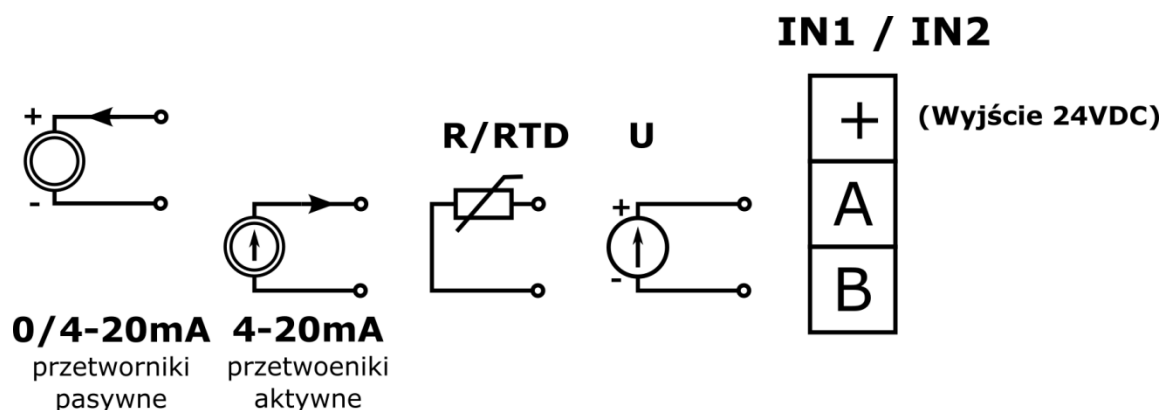 IN1 / IN2
+
(Wyjście 24VDC)
+
-
R/RTD
U
A
+
-
B
0/4-20mA
przetworniki
pasywne
4-20mA
przetwoeniki
aktywne